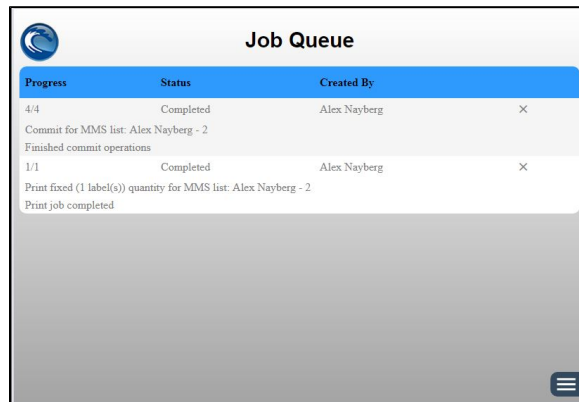 Job Queue
Progress Status Created By
4/4 Completed Alex Nayberg ×
Commit for MMS list: Alex Nayberg - 2
Finished commit operations
1/1 Completed Alex Nayberg ×
Print fixed (1 label(s)) quantity for MMS list: Alex Nayberg - 2
Print job completed